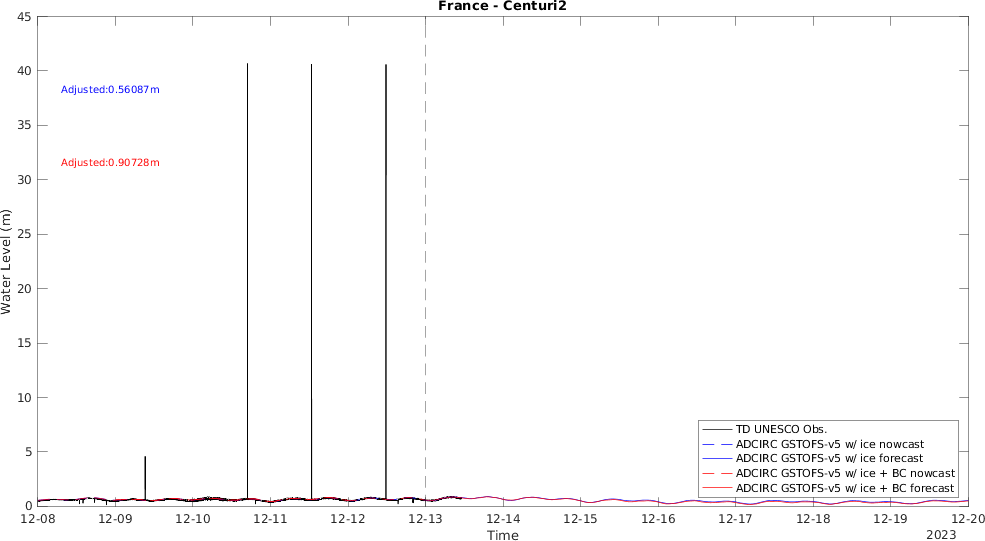 France - Centuri2
45
40
35
30
25
20
15
10
5
0
Water Level (m)
Adjusted:0.56087m
Adjusted:0.90728m
TD UNESCO Obs.
ADCIRC GSTOFS-v5 w/ ice nowcast
ADCIRC GSTOFS-v5 w/ ice forecast
ADCIRC GSTOFS-v5 w/ ice + BC nowcast
ADCIRC GSTOFS-v5 w/ ice + BC forecast
12-08 12-09 12-10 12-11 12-12 12-13 12-14 12-15 12-16 12-17 12-18 12-19 12-20
Time
2023